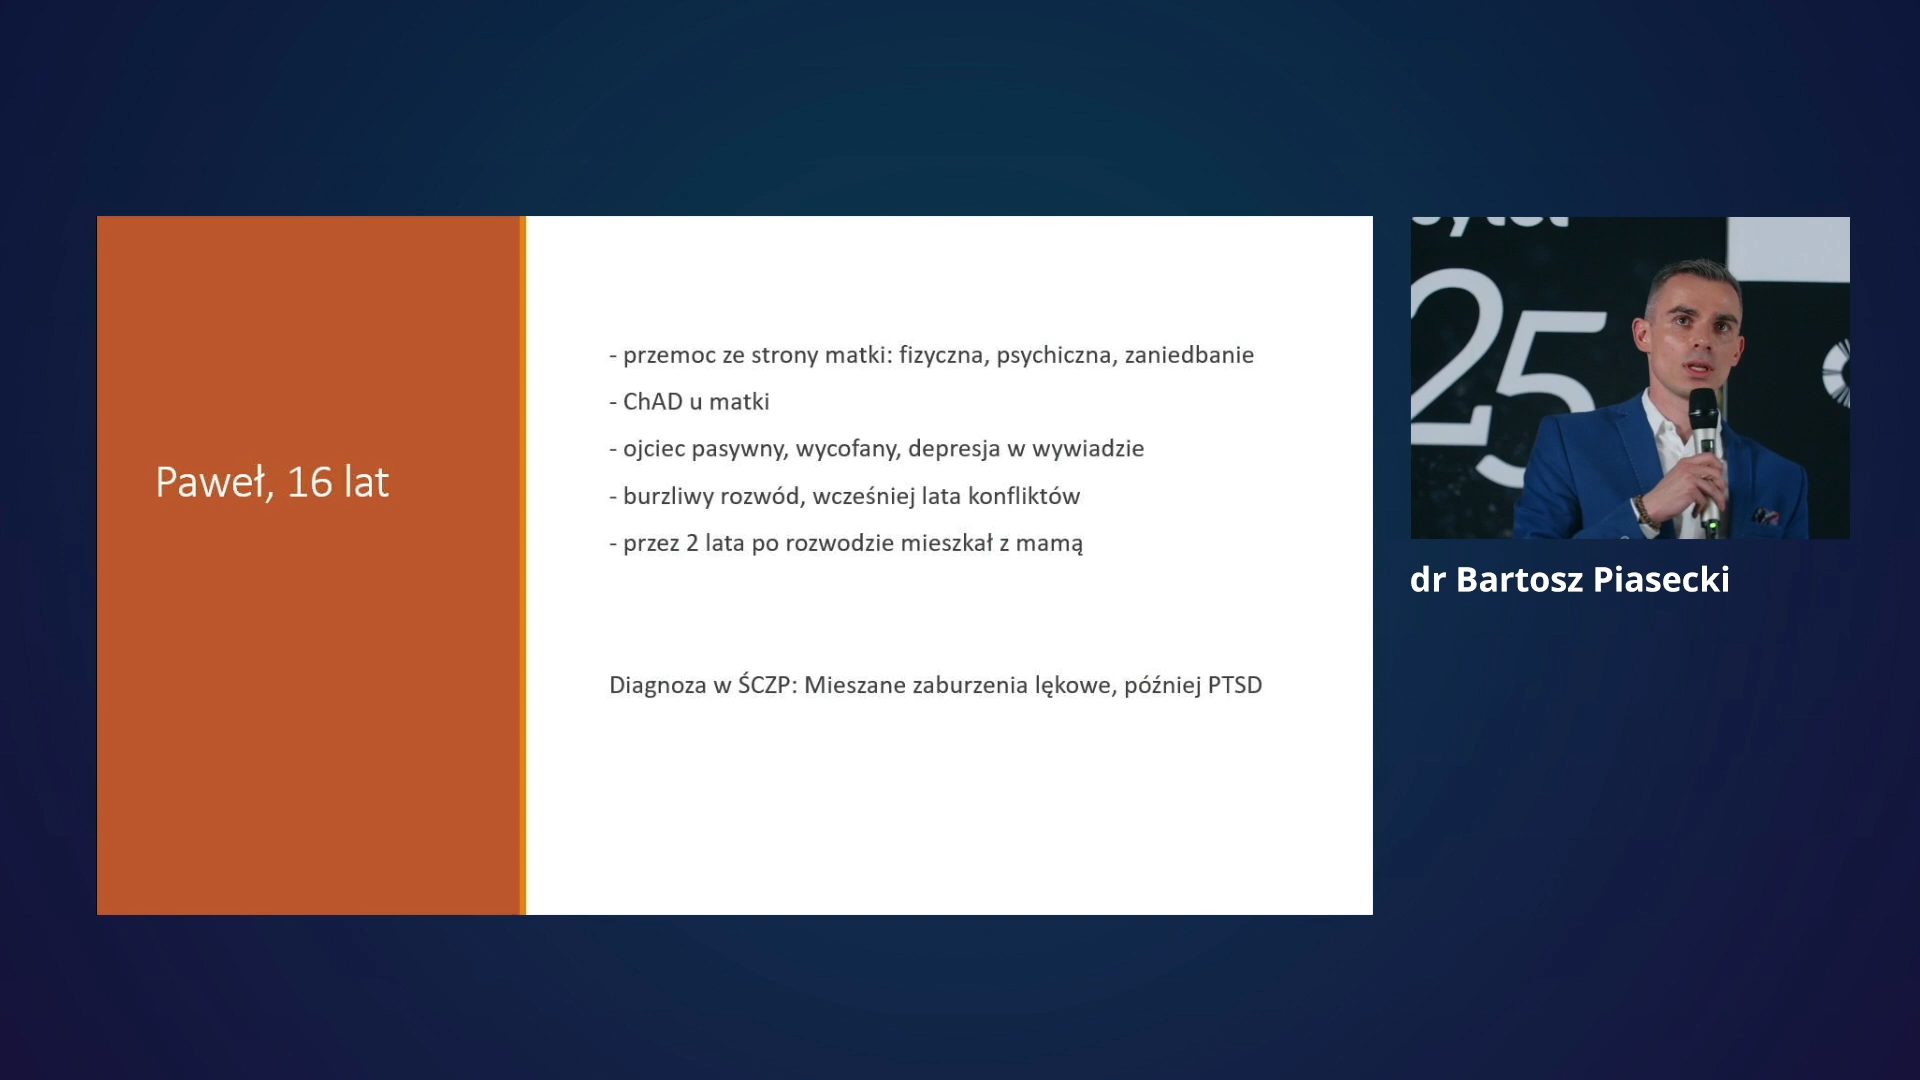 Paweł, 16 lat
- przemoc ze strony matki: fizyczna, psychiczna, zaniedbanie
- ChAD u matki
- ojciec pasywny, wycofany, depresja w wywiadzie
- burzliwy rozwód, wcześniej lata konfliktów
- przez 2 lata po rozwodzie mieszkał z mamą
Diagnoza w ŚCZP: Mieszane zaburzenia lękowe, później PTSD
25
dr Bartosz Piasecki